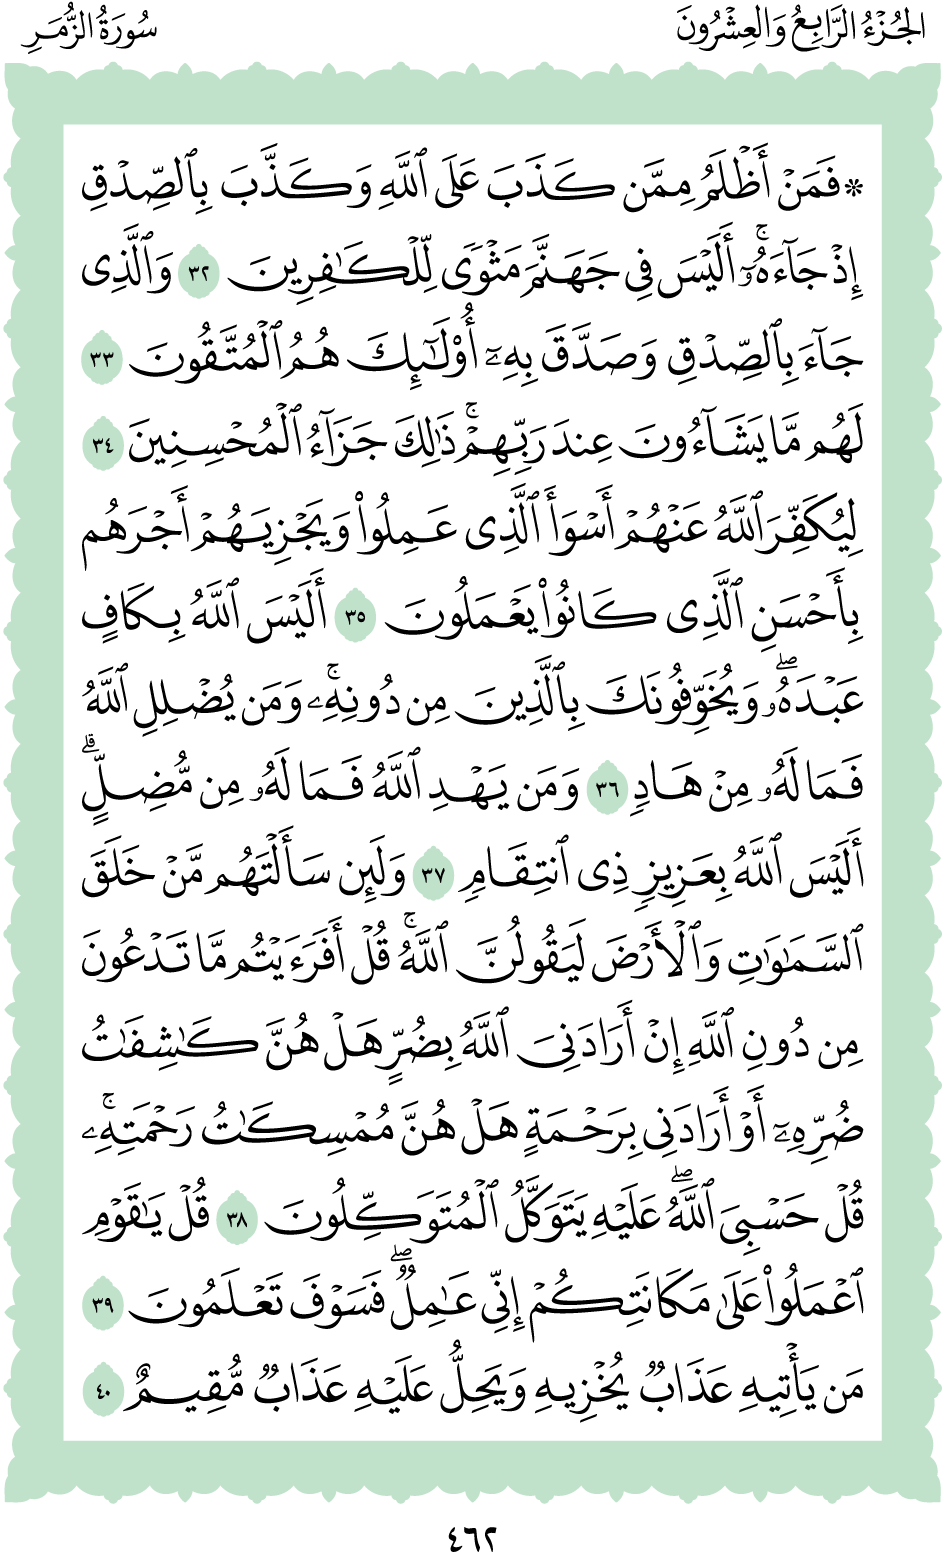 الجُزْءُ الرَّابِعُ وَالعِشْرُونَ
سُورَةُ الزُّمَرِ
۞ فَمَنْ أَظْلَمُ مِمَّن كَذَبَ عَلَى ٱللَّهِ وَكَذَّبَ بِٱلصِّدْقِ
إِذْ جَآءَهُۥٓۚ أَلَيْسَ فِى جَهَنَّمَ مَثْوًى لِّلْكَٰفِرِينَ ٣٢ وَٱلَّذِى
جَآءَ بِٱلصِّدْقِ وَصَدَّقَ بِهِۦٓ أُو۟لَٰٓئِكَ هُمُ ٱلْمُتَّقُونَ ٣٣
لَهُم مَّا يَشَآءُونَ عِندَ رَبِّهِمْۚ ذَٰلِكَ جَزَآءُ ٱلْمُحْسِنِينَ ٣٤
لِيُكَفِّرَ ٱللَّهُ عَنْهُمْ أَسْوَأَ ٱلَّذِى عَمِلُوا۟ وَيَجْزِيَهُمْ أَجْرَهُم
بِأَحْسَنِ ٱلَّذِى كَانُوا۟ يَعْمَلُونَ ٣٥ أَلَيْسَ ٱللَّهُ بِكَافٍ
عَبْدَهُۥۖ وَيُخَوِّفُونَكَ بِٱلَّذِينَ مِن دُونِهِۦۚ وَمَن يُضْلِلِ ٱللَّهُ
فَمَا لَهُۥ مِنْ هَادٍ ٣٦ وَمَن يَهْدِ ٱللَّهُ فَمَا لَهُۥ مِن مُّضِلٍّۗ
أَلَيْسَ ٱللَّهُ بِعَزِيزٍ ذِى ٱنتِقَامٍ ٣٧ وَلَئِن سَأَلْتَهُم مَّنْ خَلَقَ
ٱلسَّمَٰوَٰتِ وَٱلْأَرْضَ لَيَقُولُنَّ ٱللَّهُۚ قُلْ أَفَرَءَيْتُم مَّا تَدْعُونَ
مِن دُونِ ٱللَّهِ إِنْ أَرَادَنِىَ ٱللَّهُ بِضُرٍّ هَلْ هُنَّ كَٰشِفَٰتُ
ضُرِّهِۦٓ أَوْ أَرَادَنِى بِرَحْمَةٍ هَلْ هُنَّ مُمْسِكَٰتُ رَحْمَتِهِۦۚ
قُلْ حَسْبِىَ ٱللَّهُۖ عَلَيْهِ يَتَوَكَّلُ ٱلْمُتَوَكِّلُونَ ٣٨ قُلْ يَٰقَوْمِ
ٱعْمَلُوا۟ عَلَىٰ مَكَانَتِكُمْ إِنِّى عَٰمِلٌۖ فَسَوْفَ تَعْلَمُونَ ٣٩
مَن يَأْتِيهِ عَذَابٌ يُخْزِيهِ وَيَحِلُّ عَلَيْهِ عَذَابٌ مُّقِيمٌ ٤٠
٤٦٢